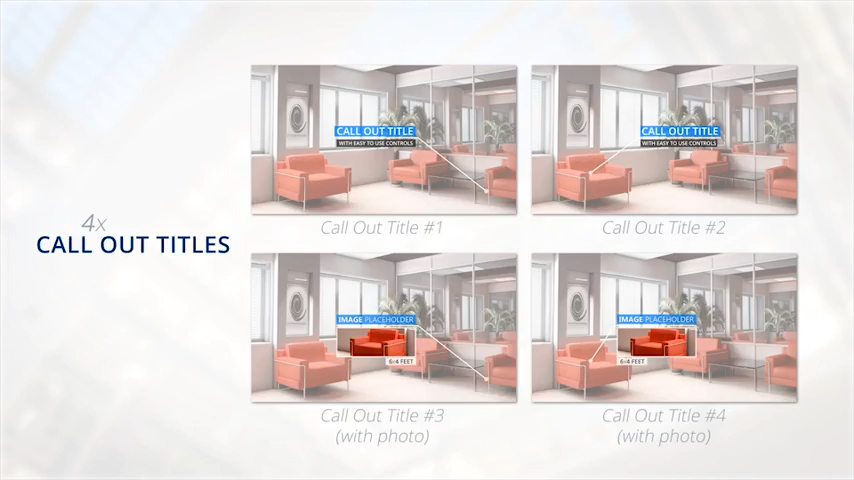 4x
CALL OUT TITLES
CALL OUT TITLE
WITH EASY TO USE CONTROLS
Call Out Title #1
CALL OUT TITLE
WITH EASY TO USE CONTROLS
Call Out Title #2
IMAGE PLACEHOLDER
6x4 FEET
Call Out Title #3
(with photo)
IMAGE PLACEHOLDER
6x4 FEET
Call Out Title #4
(with photo)